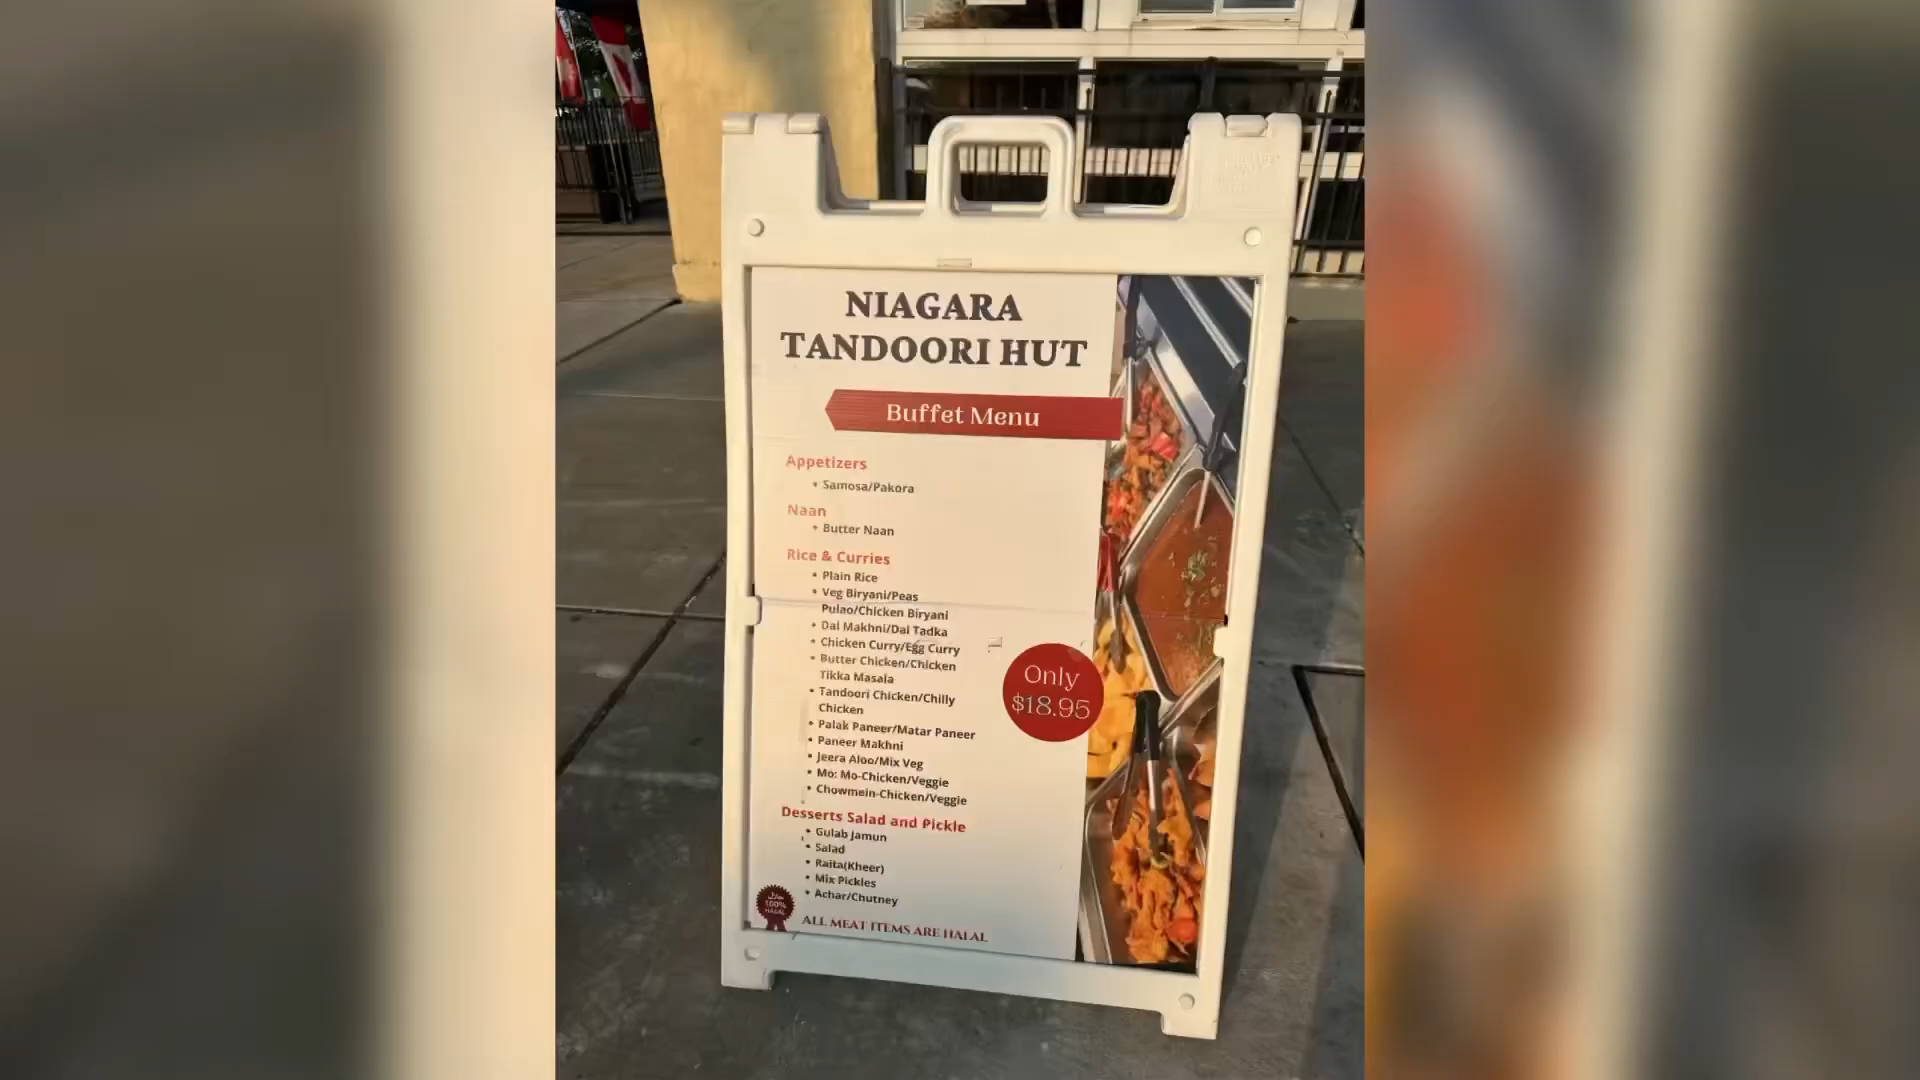 NIAGARA
TANDOORI HUT
Buffet Menu
Appetizers
• Samosa/Pakora
Naan
• Butter Naan
Rice & Curries
• Plain Rice
• Veg Biryani/Peas
Pulao/Chicken Biryani
• Dal Makhni/Dal Tadka
• Chicken Curry/Egg Curry
• Butter Chicken/Chicken
Tikka Masala
• Tandoori Chicken/Chilly
Chicken
• Palak Paneer/Matar Paneer
• Paneer Makhni
• Jeera Aloo/Mix Veg
• Mo: Mo-Chicken/Veggie
• Chowmein-Chicken/Veggie
Only
$18.95
Desserts Salad and Pickle
• Gulab Jamun
• Salad
• Raita(Kheer)
• Mix Pickles
• Achar/Chutney
حلال
100%
HALAL
ALL MEAT ITEMS ARE HALAL